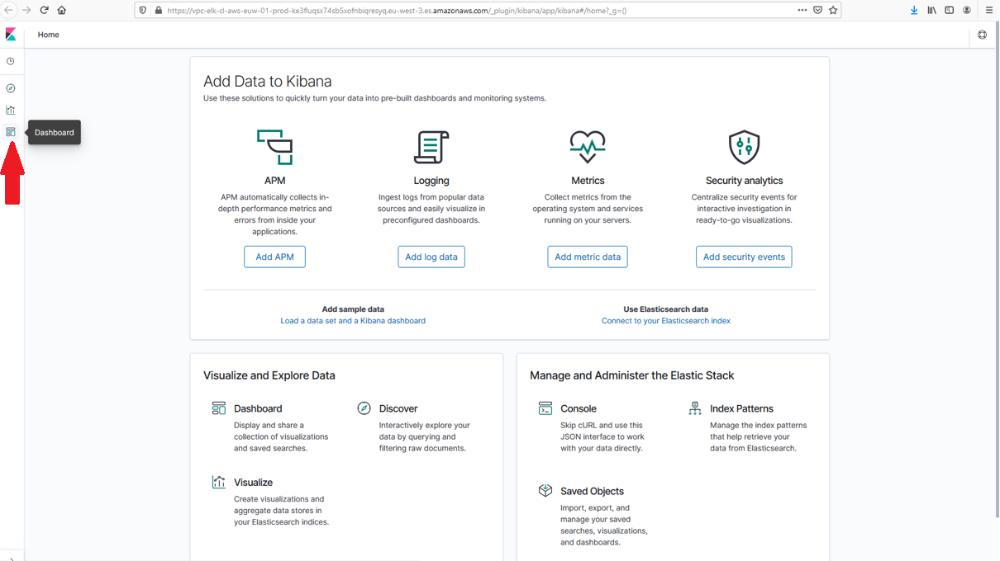 https://vpc-elk-cl-aws-euw-01-prod-ke3fluqsx74sb5xofnbiqresyq.eu-west-3.es.amazonaws.com/_plugin/kibana/app/kibana#/home?_g=()
Home
Dashboard
Add Data to Kibana
Use these solutions to quickly turn your data into pre-built dashboards and monitoring systems.
APM
APM automatically collects in-
depth performance metrics and
errors from inside your
applications.
Add APM
Logging
Ingest logs from popular data
sources and easily visualize in
preconfigured dashboards.
Add log data
Metrics
Collect metrics from the
operating system and services
running on your servers.
Add metric data
Security analytics
Centralize security events for
interactive investigation in
ready-to-go visualizations.
Add security events
Add sample data
Load a data set and a Kibana dashboard
Use Elasticsearch data
Connect to your Elasticsearch index
Visualize and Explore Data
Dashboard
Display and share a
collection of visualizations
and saved searches.
Discover
Interactively explore your
data by querying and
filtering raw documents.
Visualize
Create visualizations and
aggregate data stores in
your Elasticsearch indices.
Manage and Administer the Elastic Stack
Console
Skip cURL and use this
JSON interface to work
with your data directly.
Index Patterns
Manage the index patterns
that help retrieve your
data from Elasticsearch.
Saved Objects
Import, export, and
manage your saved
searches, visualizations,
and dashboards.